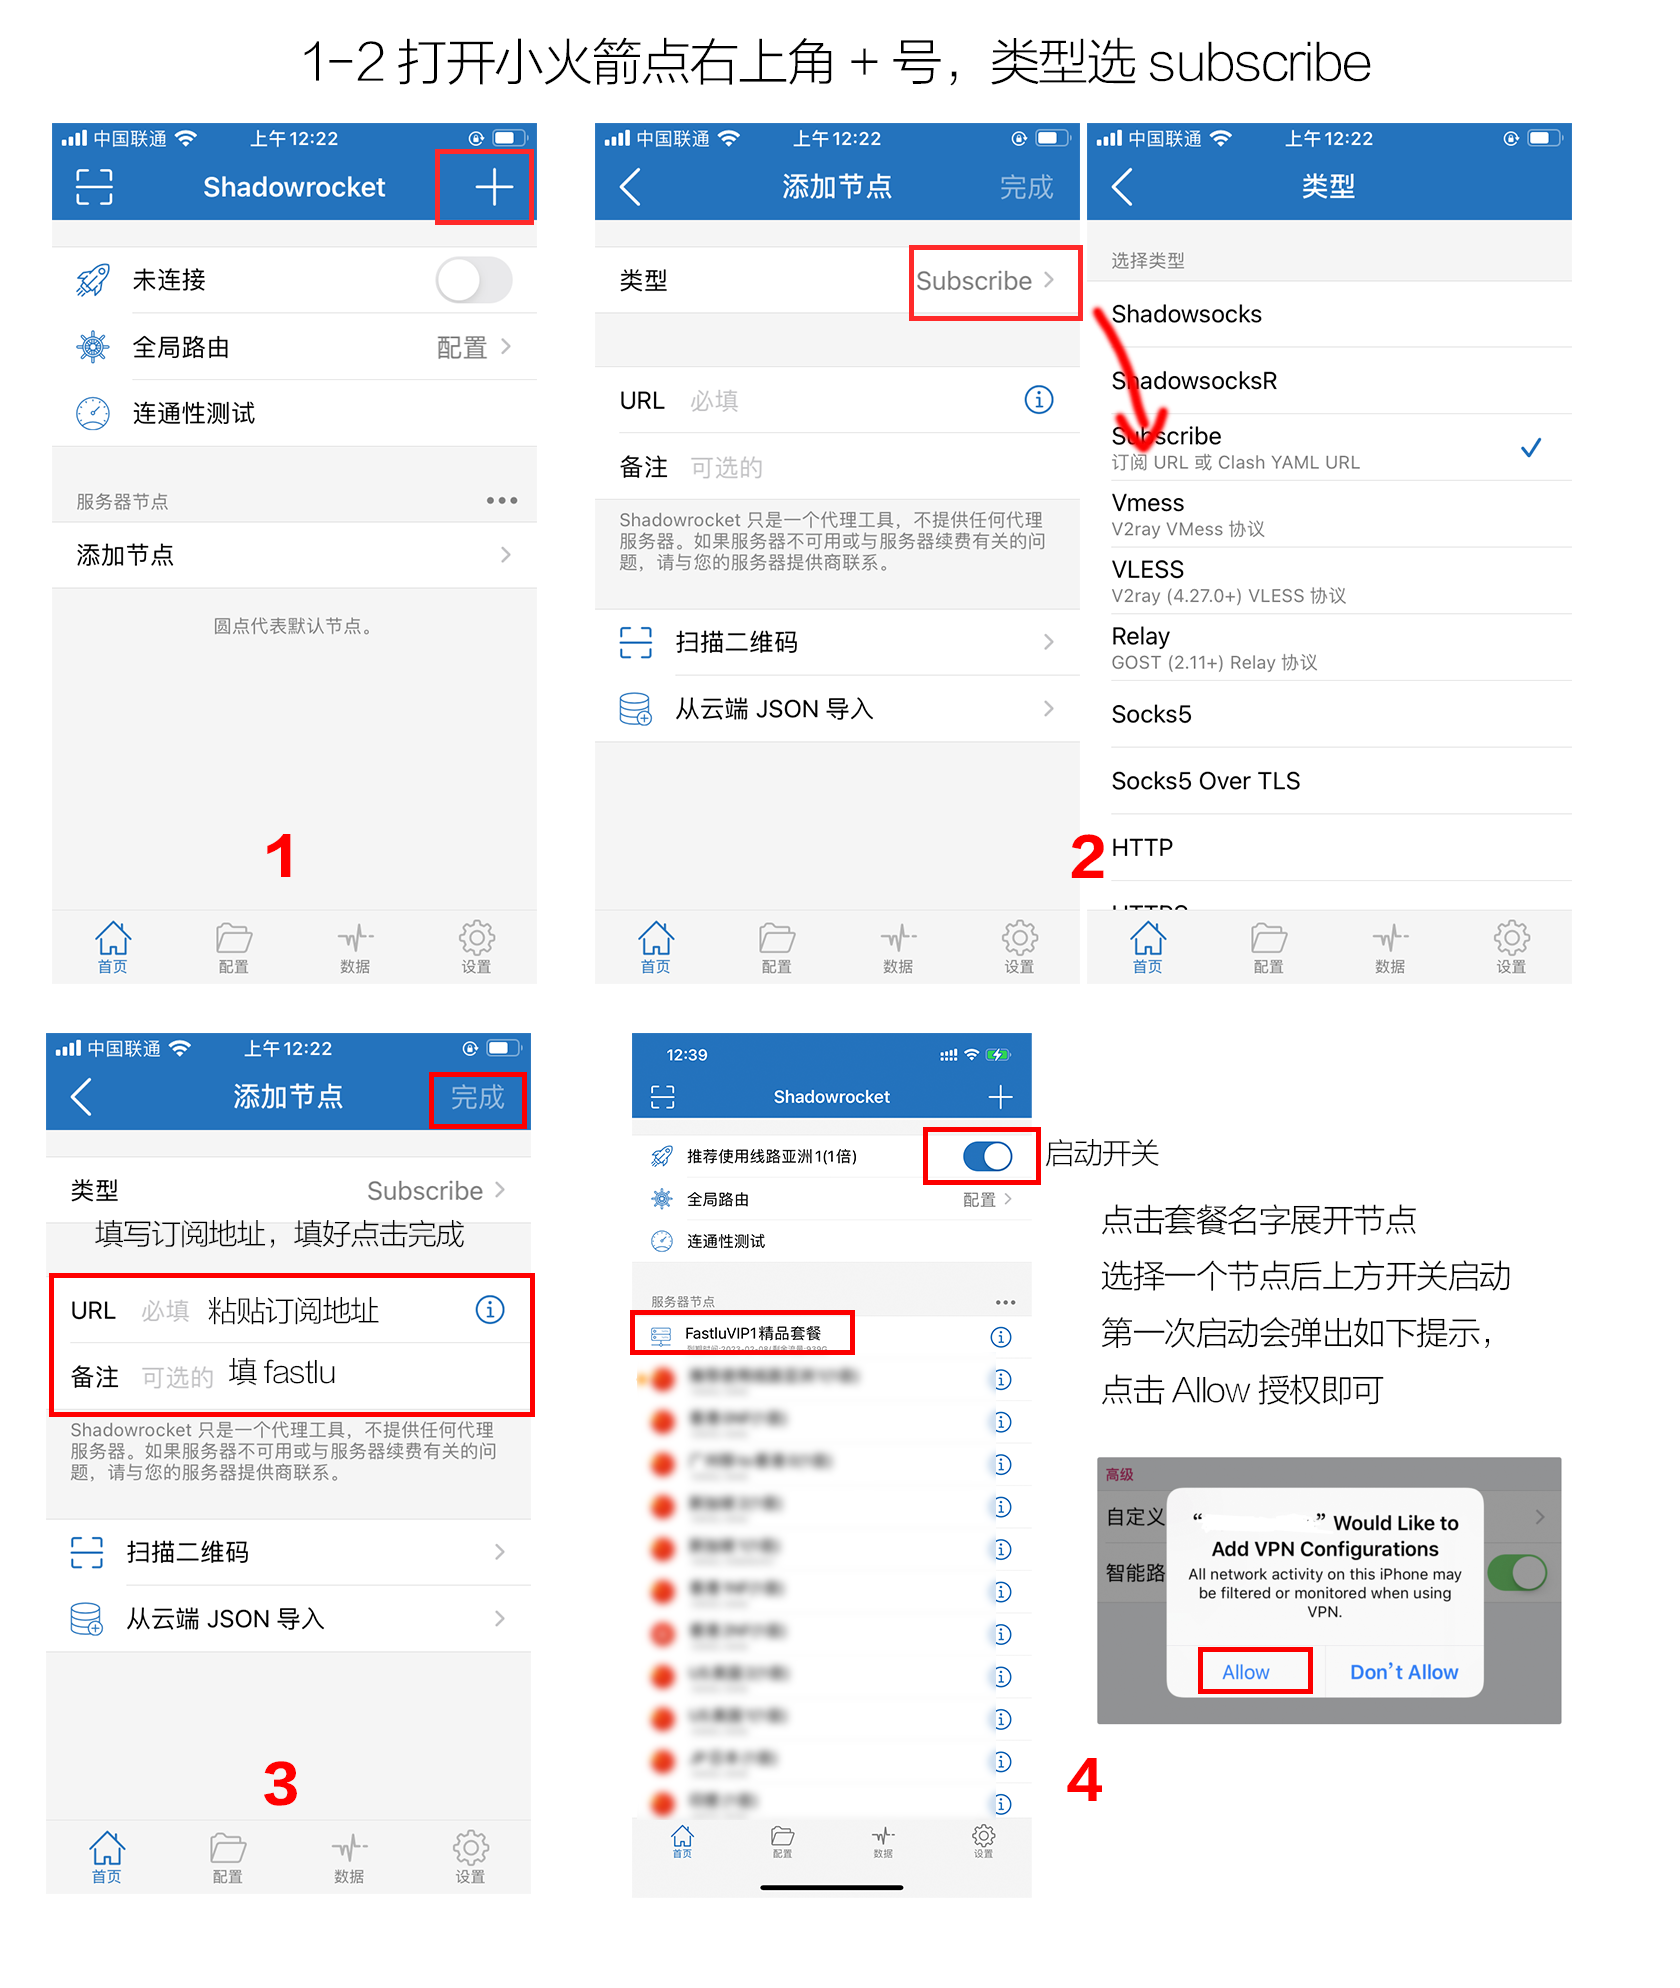 1-2 打开小火箭点右上角 + 号，类型选 subscribe
中国联通 上午12:22
Shadowrocket
未连接
全局路由 配置
连通性测试
服务器节点
添加节点
圆点代表默认节点。
1
首页 配置 数据 设置
中国联通 上午12:22
添加节点 完成
类型 Subscribe
URL 必填
备注 可选的
Shadowrocket 只是一个代理工具，不提供任何代理
服务器。如果服务器不可用或与服务器续费有关的问
题，请与您的服务器提供商联系。
扫描二维码
从云端 JSON 导入
2
首页 配置 数据 设置
中国联通 上午12:22
类型
选择类型
Shadowsocks
ShadowsocksR
Subscribe
订阅 URL 或 Clash YAML URL
Vmess
V2ray VMess 协议
VLESS
V2ray (4.27.0+) VLESS 协议
Relay
GOST (2.11+) Relay 协议
Socks5
Socks5 Over TLS
HTTP
HTTPS
首页 配置 数据 设置
中国联通 上午12:22
添加节点 完成
类型 Subscribe
填写订阅地址，填好点击完成
URL 必填 粘贴订阅地址
备注 可选的 填 fastlu
Shadowrocket 只是一个代理工具，不提供任何代理
服务器。如果服务器不可用或与服务器续费有关的问
题，请与您的服务器提供商联系。
扫描二维码
从云端 JSON 导入
3
首页 配置 数据 设置
12:39
Shadowrocket
推荐使用线路亚洲1(1倍)
启动开关
全局路由 配置
连通性测试
服务器节点
FastluVIP1精品套餐
首页 配置 数据 设置
点击套餐名字展开节点
选择一个节点后上方开关启动
第一次启动会弹出如下提示，
点击 Allow 授权即可
高级
自定义
智能路
“ ” Would Like to
Add VPN Configurations
All network activity on this iPhone may
be filtered or monitored when using
VPN.
Allow Don't Allow
4